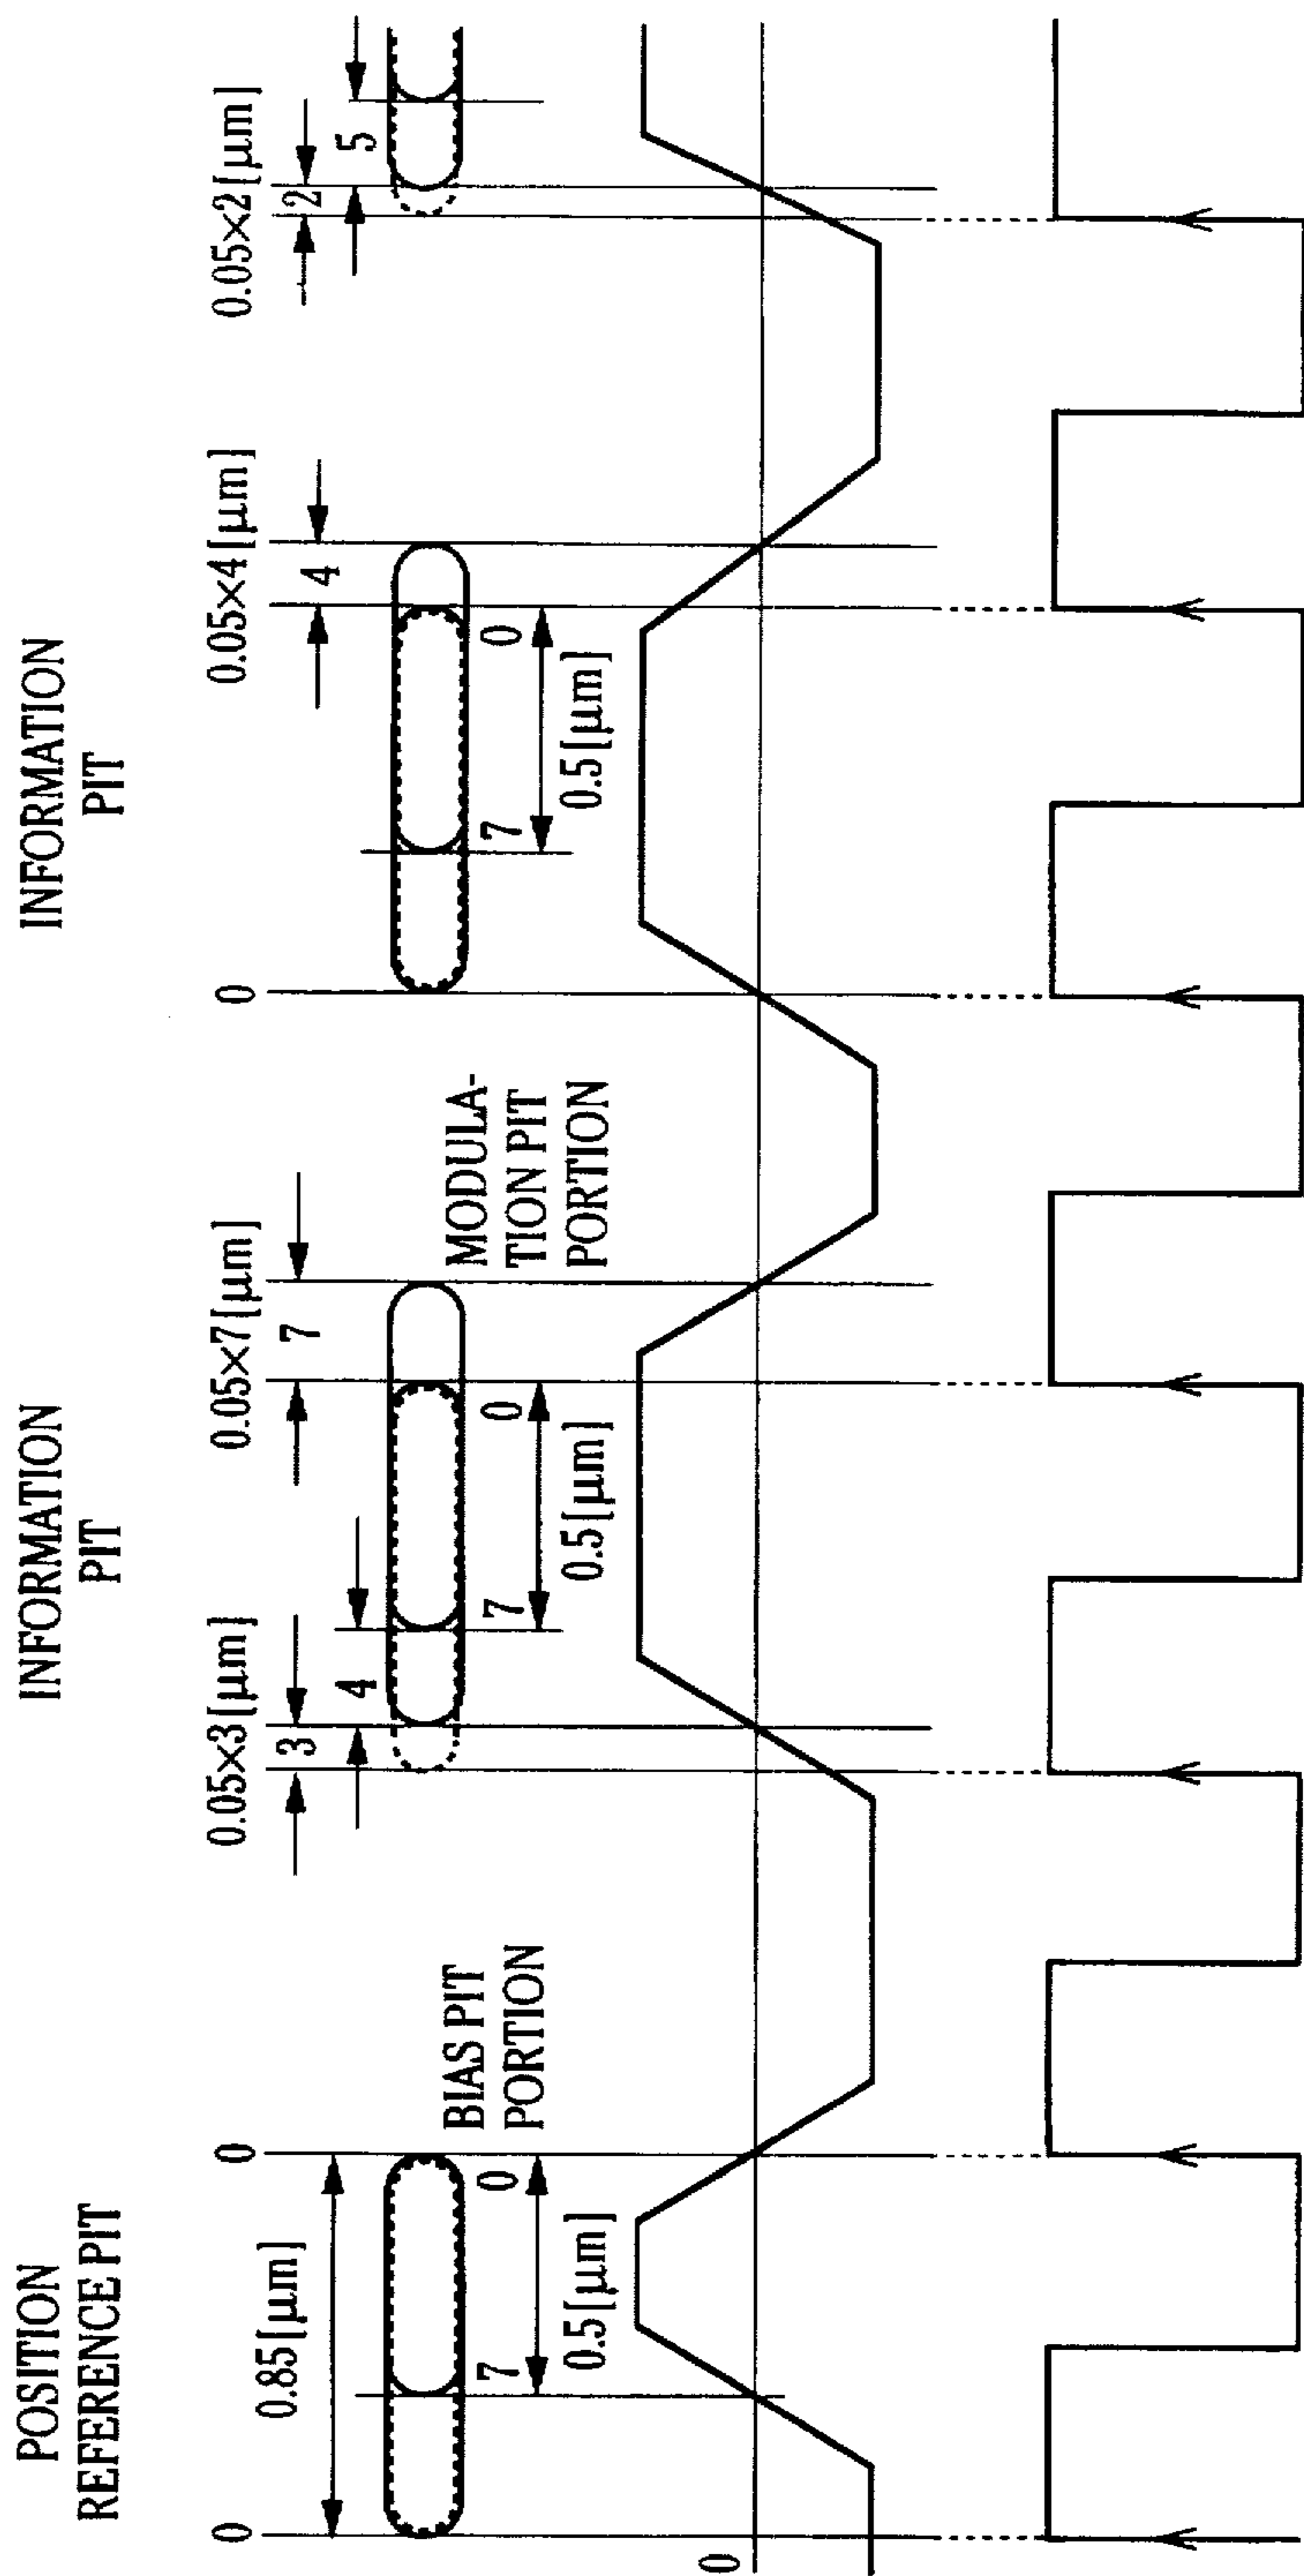 POSITION
REFERENCE PIT
INFORMATION
PIT
INFORMATION
PIT
0
0
0.05×3[μm]
0.05×7[μm]
0
0.05×4[μm]
0.05×2[μm]
0.85[μm]
3
7
4
2
4
5
BIAS PIT
PORTION
MODULA-
TION PIT
PORTION
7
0
7
0
7
0
0.5[μm]
0.5[μm]
0.5[μm]
0